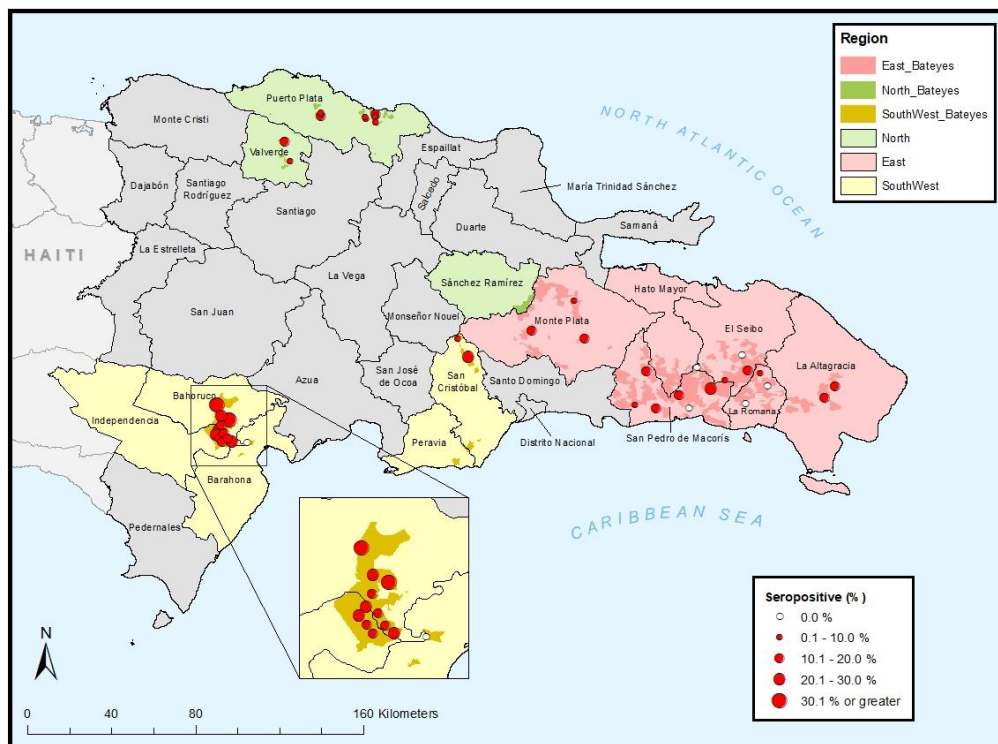 Region
East_Bateyes
North_Bateyes
SouthWest_Bateyes
North
East
SouthWest
NORTH ATLANTIC OCEAN
Puerto Plata
Monte Cristi
Valverde
Espaillat
Dajabón
Santiago
Rodríguez
Santiago
Salcedo
María Trinidad Sánchez
Duarte
Samaná
HAITI
La Estrelleta
La Vega
Sánchez Ramírez
Hato Mayor
San Juan
Monseñor Nouel
Monte Plata
El Seibo
La Altagracia
Azua
San José
de Ocoa
San
Cristóbal
Santo Domingo
Bahoruco
Independencia
La Romana
Peravia
Distrito Nacional
San Pedro de Macorís
Barahona
Pedernales
CARIBBEAN SEA
N
0 40 80 160 Kilometers
Seropositive (%)
0.0 %
0.1 - 10.0 %
10.1 - 20.0 %
20.1 - 30.0 %
30.1 % or greater